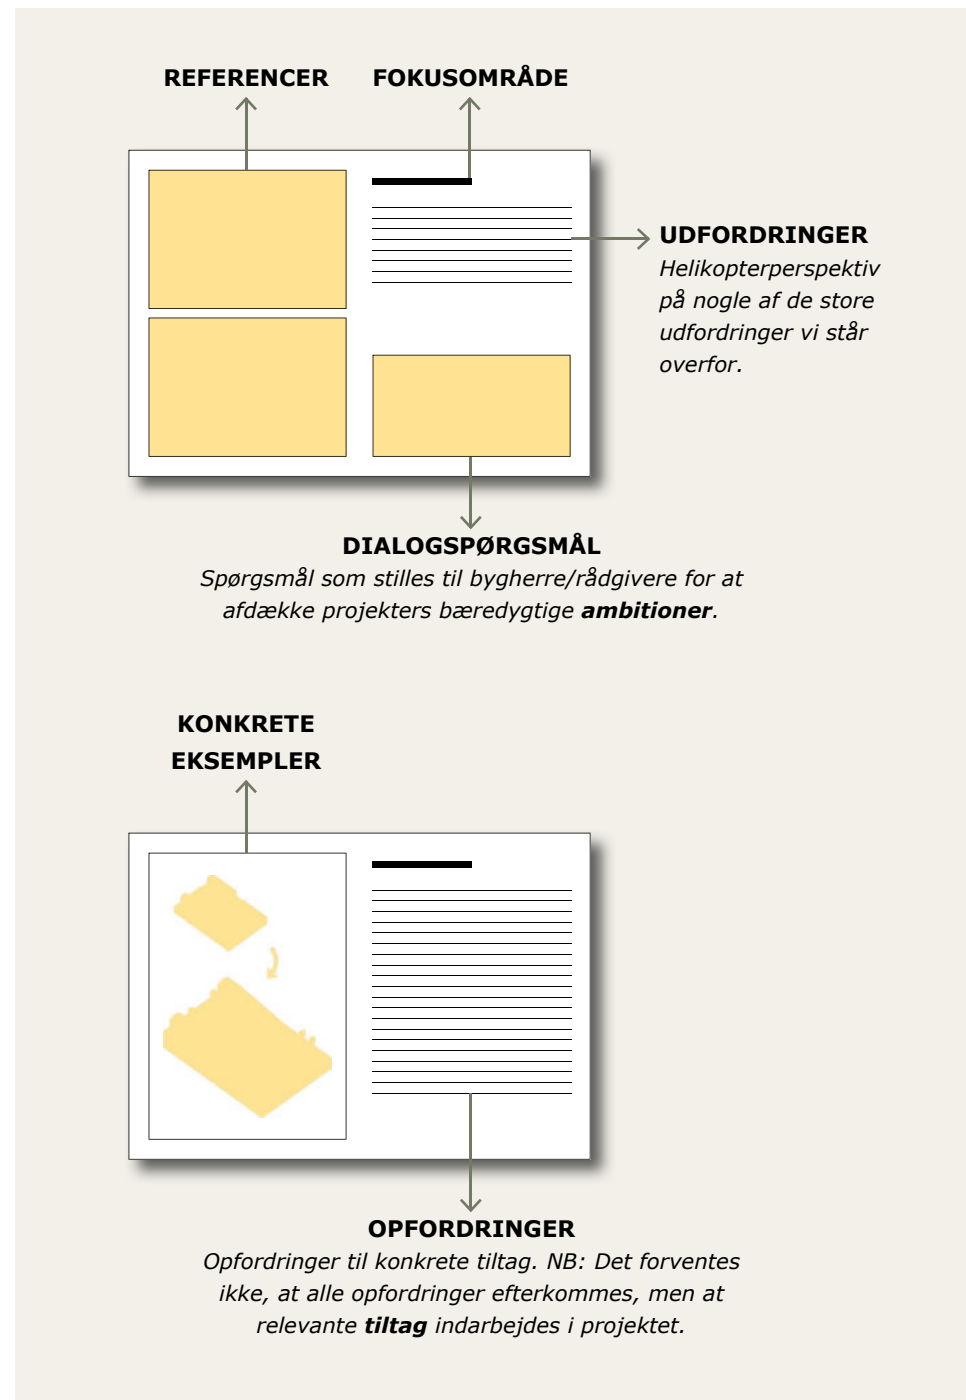 REFERENCER
FOKUSOMRÅDE
UDFORDRINGER
Helikopterperspektiv
på nogle af de store
udfordringer vi står
overfor.
DIALOGSPØRGSMÅL
Spørgsmål som stilles til bygherre/rådgivere for at
afdække projekters bæredygtige ambitioner.
KONKRETE
EKSEMPLER
OPFORDRINGER
Opfordringer til konkrete tiltag. NB: Det forventes
ikke, at alle opfordringer efterkommes, men at
relevante tiltag indarbejdes i projektet.